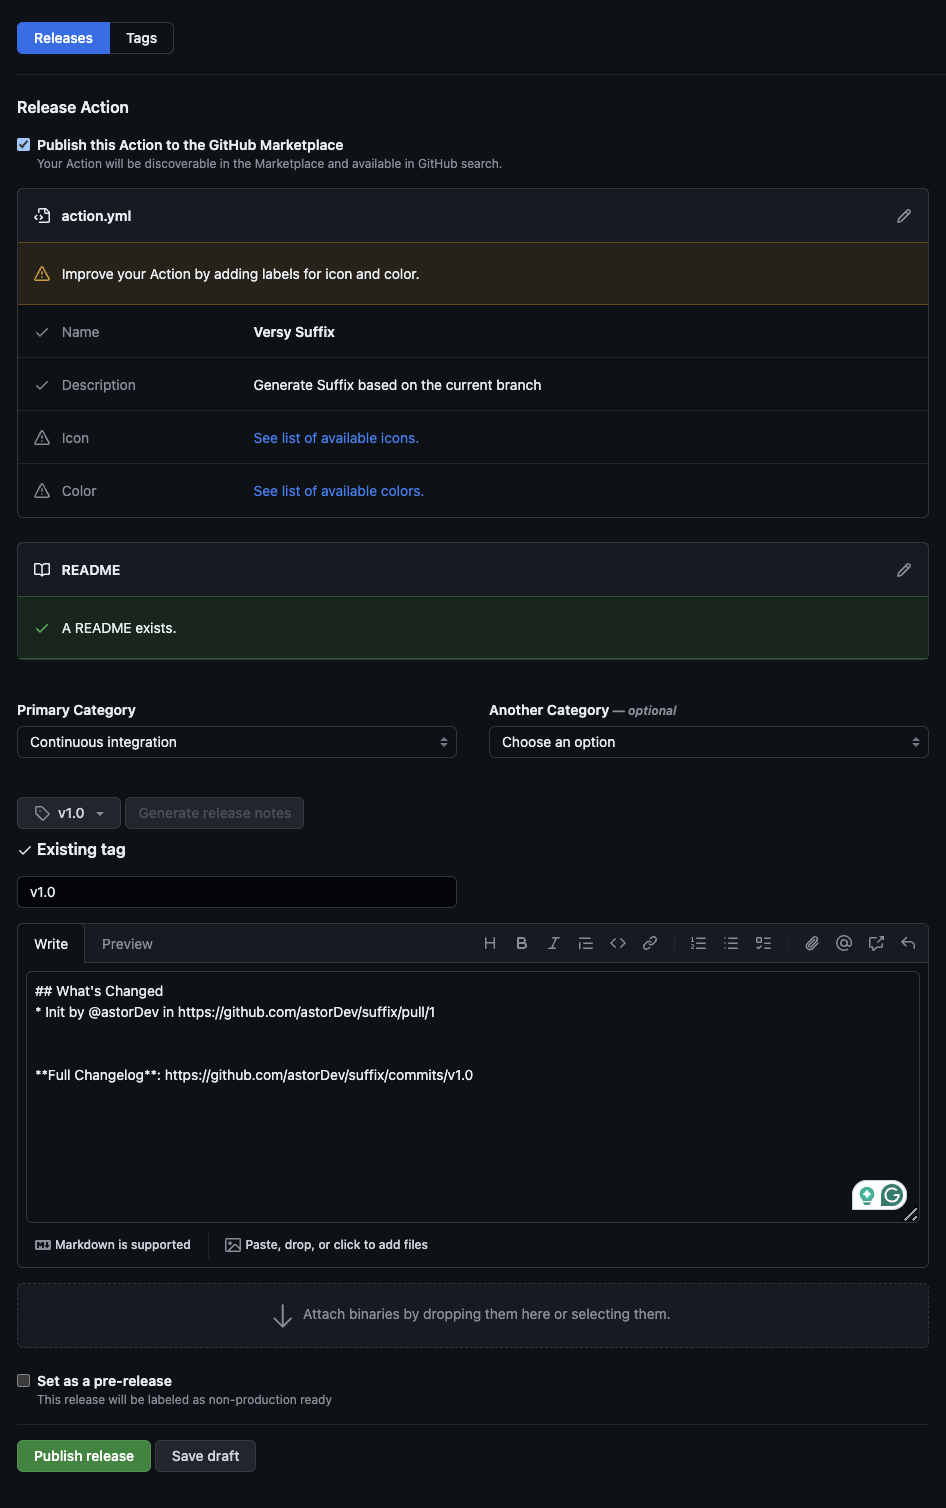 Releases Tags
Release Action
Publish this Action to the GitHub Marketplace
Your Action will be discoverable in the Marketplace and available in GitHub search.
action.yml
Improve your Action by adding labels for icon and color.
Name Versy Suffix
Description Generate Suffix based on the current branch
Icon See list of available icons.
Color See list of available colors.
README
A README exists.
Primary Category Another Category — optional
Continuous integration Choose an option
v1.0 Generate release notes
Existing tag
v1.0
Write Preview
## What's Changed
* Init by @astorDev in https://github.com/astorDev/suffix/pull/1
**Full Changelog**: https://github.com/astorDev/suffix/commits/v1.0
Markdown is supported Paste, drop, or click to add files
Attach binaries by dropping them here or selecting them.
Set as a pre-release
This release will be labeled as non-production ready
Publish release Save draft